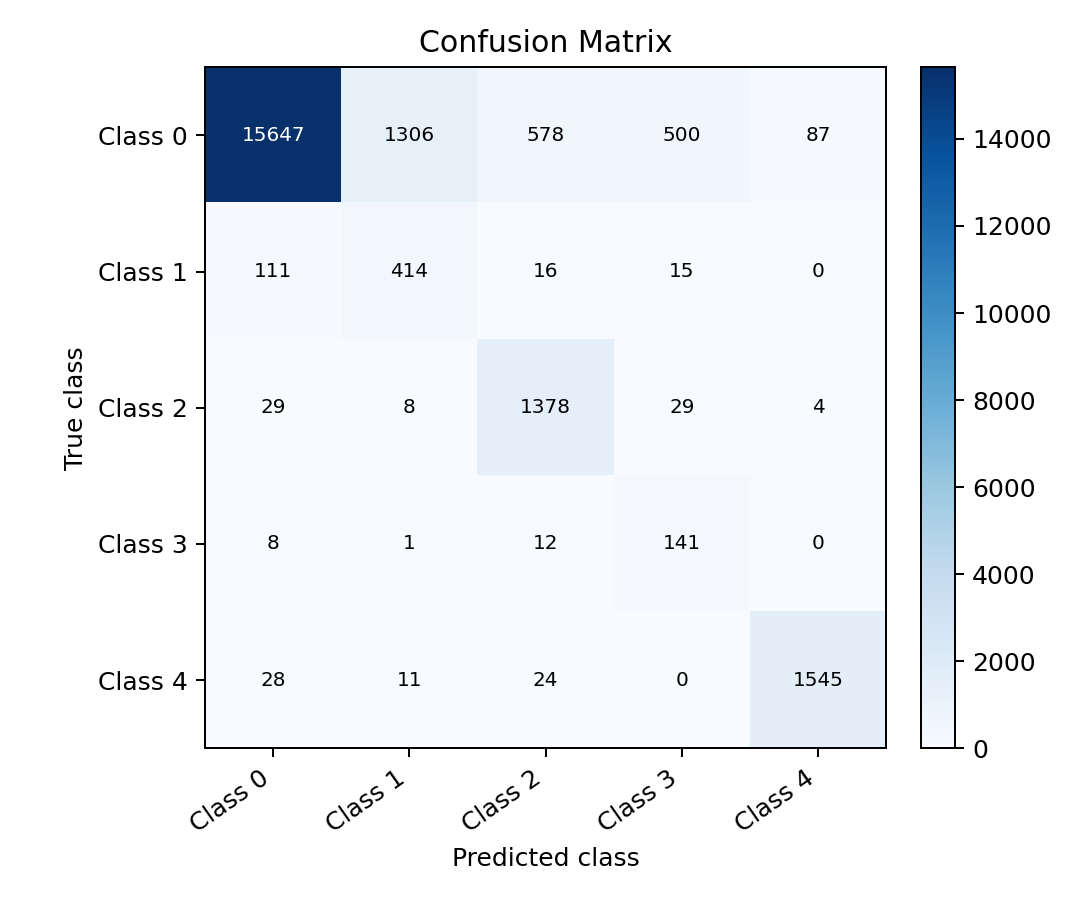 Confusion Matrix
Class 0 15647 1306 578 500 87
Class 1 111 414 16 15 0
Class 2 29 8 1378 29 4
Class 3 8 1 12 141 0
Class 4 28 11 24 0 1545
Class 0 Class 1 Class 2 Class 3 Class 4
Predicted class
True class
14000
12000
10000
8000
6000
4000
2000
0